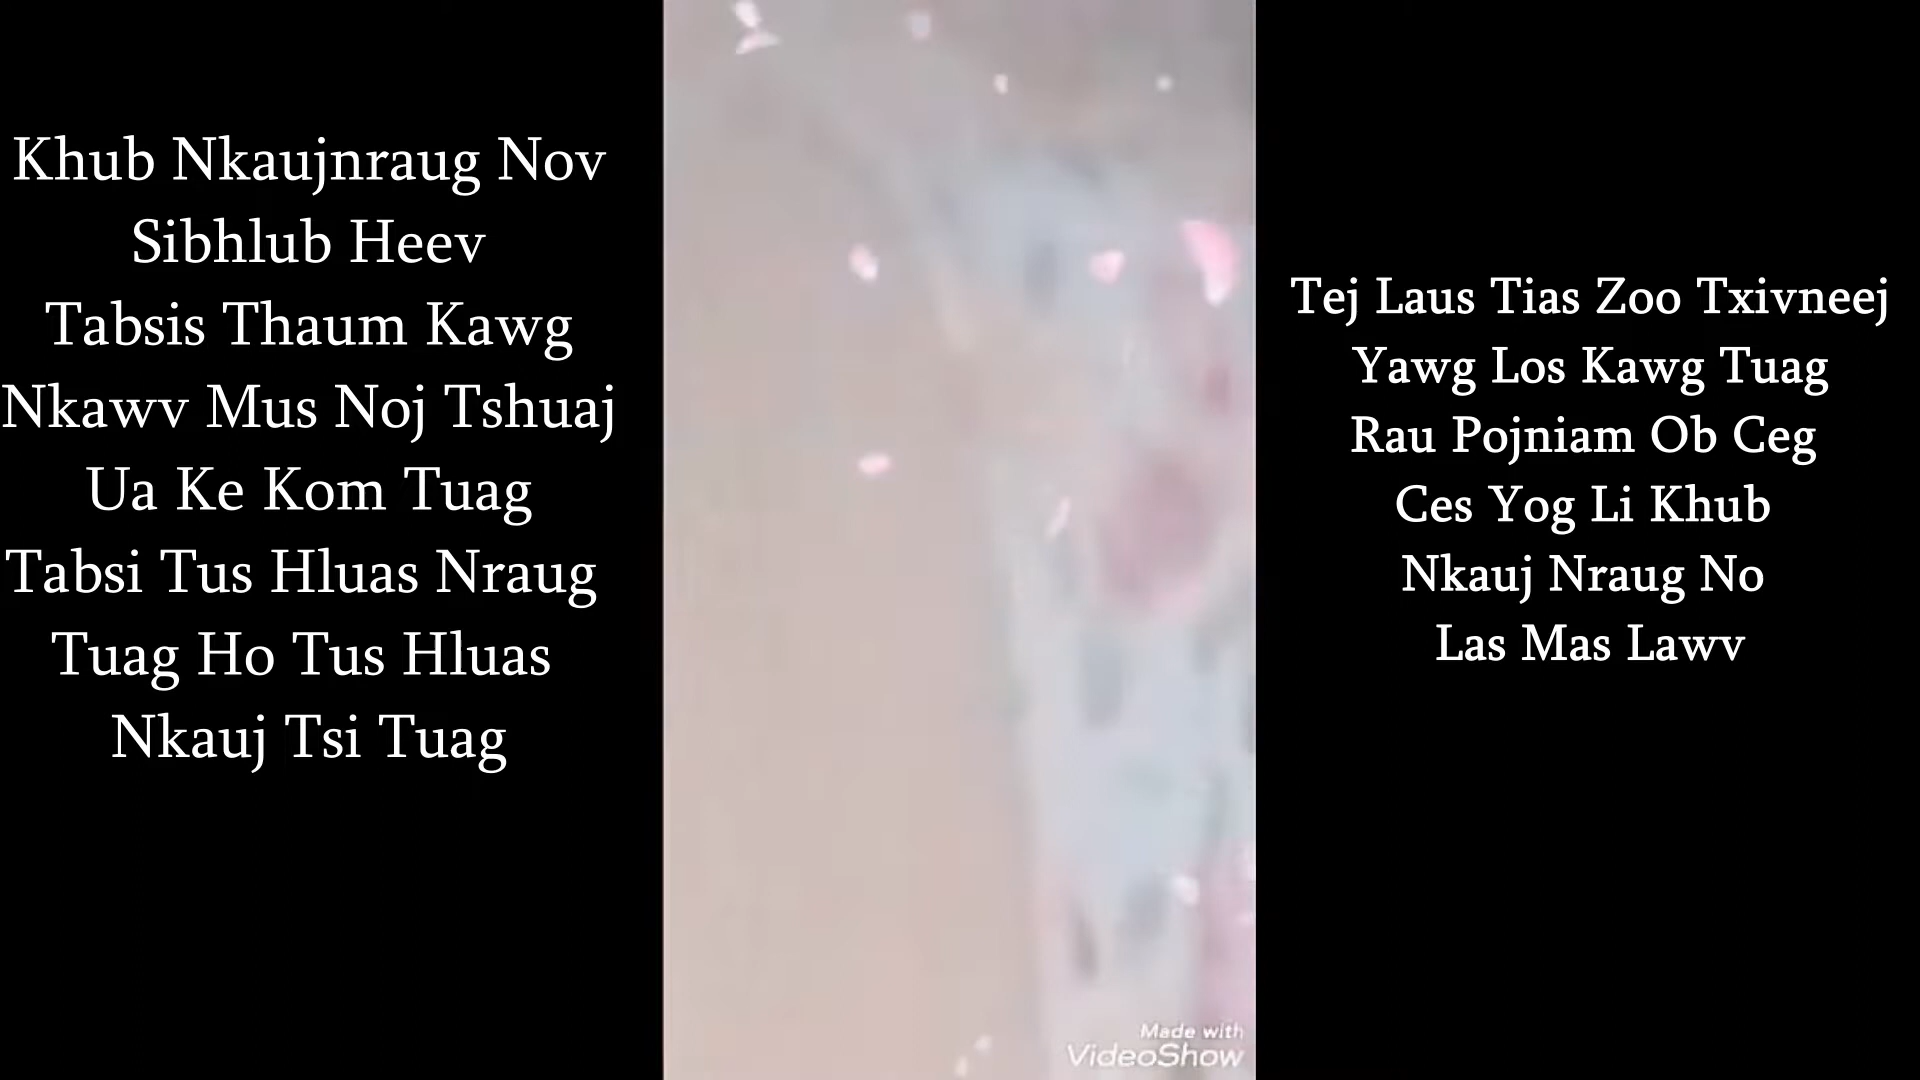 Khub Nkaujnraug Nov
Sibhlub Heev
Tabsis Thaum Kawg
Nkawv Mus Noj Tshuaj
Ua Ke Kom Tuag
Tabsi Tus Hluas Nraug
Tuag Ho Tus Hluas
Nkauj Tsi Tuag
Tej Laus Tias Zoo Txivneej
Yawg Los Kawg Tuag
Rau Pojniam Ob Ceg
Ces Yog Li Khub
Nkauj Nraug No
Las Mas Lawv
Made with
VideoShow